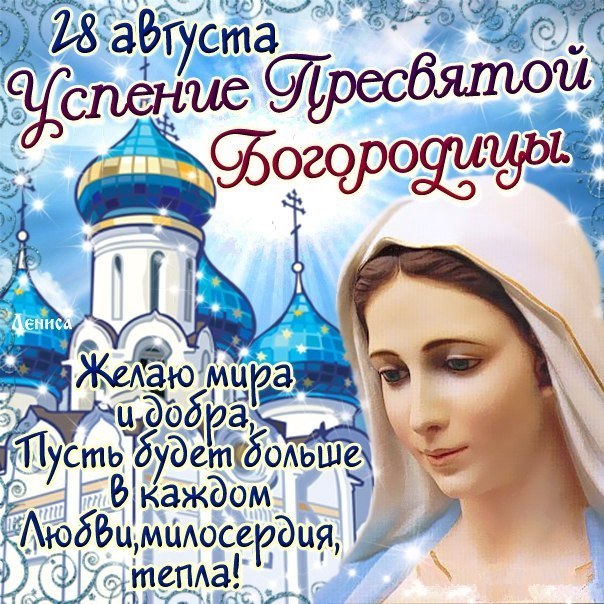 28 августа
Успение Пресвятой
Богородицы.
Дениса
Желаю мира
и добра,
Пусть будет больше
в каждом
Любви,милосердия,
тепла!